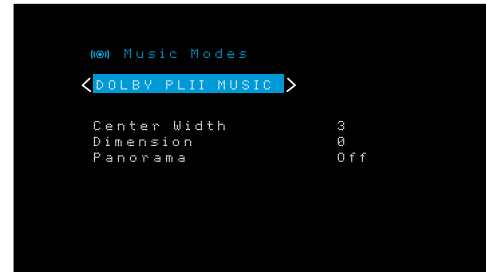 Music Modes
DOLBY PLII MUSIC
Center Width 3
Dimension 0
Panorama Off